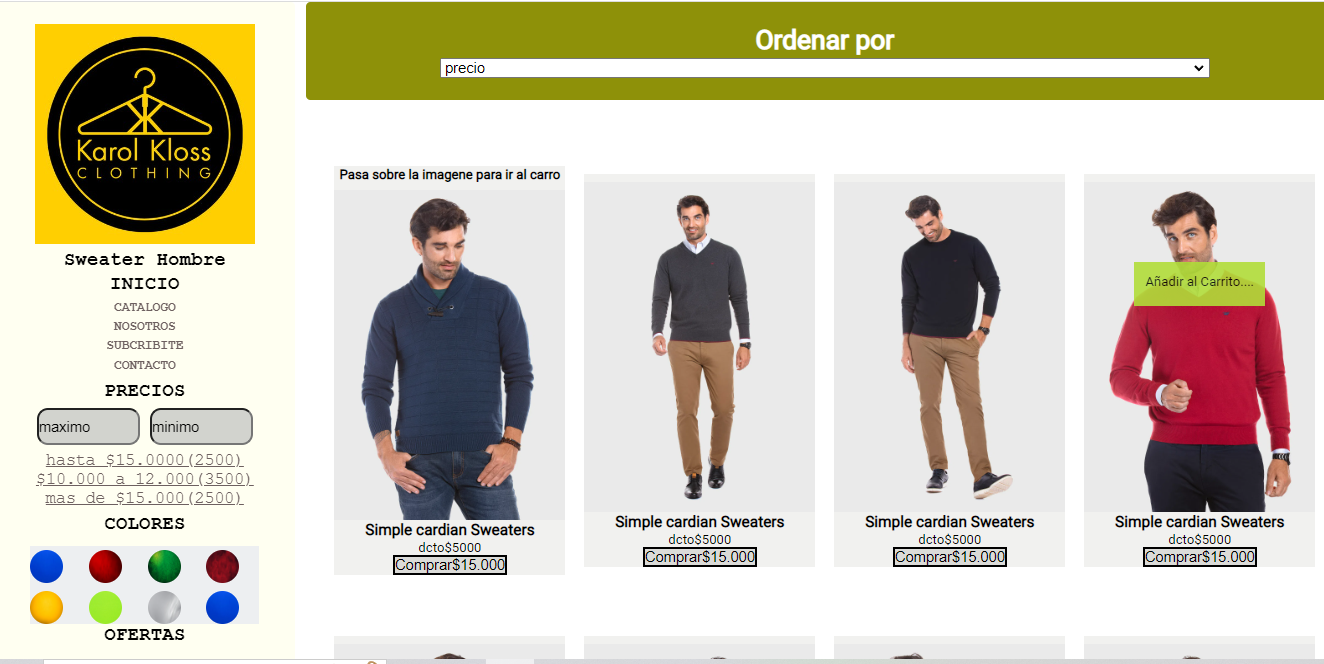 Karol Kloss
CLOTHING
Sweater Hombre
INICIO
CATALOGO
NOSOTROS
SUBCRIBITE
CONTACTO
PRECIOS
maximo minimo
hasta $15.0000(2500)
$10.000 a 12.000(3500)
mas de $15.000(2500)
COLORES
OFERTAS
Ordenar por
precio
Pasa sobre la imagene para ir al carro
Añadir al Carrito....
Simple cardian Sweaters
dcto$5000
Comprar$15.000
Simple cardian Sweaters
dcto$5000
Comprar$15.000
Simple cardian Sweaters
dcto$5000
Comprar$15.000
Simple cardian Sweaters
dcto$5000
Comprar$15.000